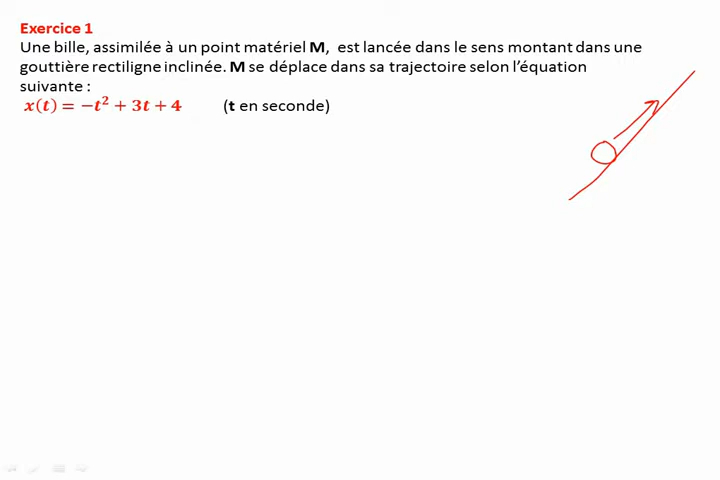 Exercice 1
Une bille, assimilée à un point matériel M, est lancée dans le sens montant dans une
gouttière rectiligne inclinée. M se déplace dans sa trajectoire selon l'équation
suivante :
x(t) = −t² + 3t + 4 (t en seconde)